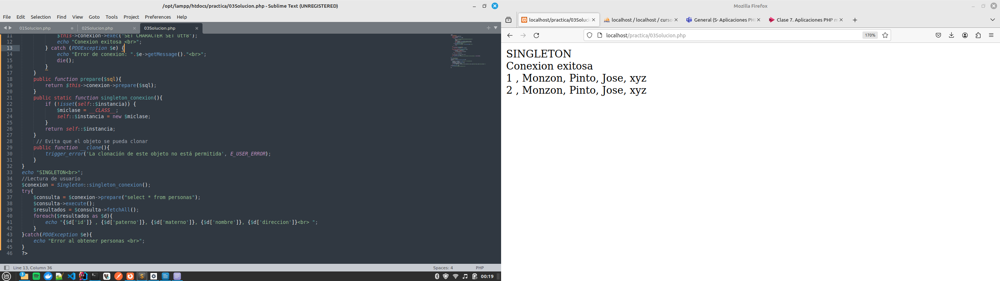 /opt/lampp/htdocs/practica/03Solucion.php - Sublime Text (UNREGISTERED)
File Edit Selection Find View Goto Tools Project Preferences Help
01Solucion.php 02Solucion.php 03Solucion.php
11 $this->conexion->exec("SET CHARACTER SET utf8");
12 echo "Conexion exitosa <br>";
13 } catch (PDOException $e) {
14 echo "Error de conexion: ".$e->getMessage()."<br>";
15 die();
16 }
17 }
18 public function prepare($sql){
19 return $this->conexion->prepare($sql);
20 }
21 public static function singleton_conexion(){
22 if (!isset(self::$instancia)) {
23 $miclase = __CLASS__;
24 self::$instancia = new $miclase;
25 }
26 return self::$instancia;
27 }
28 // Evita que el objeto se pueda clonar
29 public function __clone(){
30 trigger_error('La clonación de este objeto no está permitida', E_USER_ERROR);
31 }
32 }
33 echo "SINGLETON<br>";
34 //Lectura de usuario
35 $conexion = Singleton::singleton_conexion();
36 try{
37 $consulta = $conexion->prepare("select * from personas");
38 $consulta->execute();
39 $resultados = $consulta->fetchAll();
40 foreach($resultados as $d){
41 echo "{$d['id']} , {$d['paterno']}, {$d['materno']}, {$d['nombre']}, {$d['direccion']}<br> ";
42 }
43 }catch(PDOException $e){
44 echo "Error al obtener personas <br>";
45 }
46 ?>
Line 13, Column 36 Spaces: 4 PHP
3 00:19
Mozilla Firefox
localhost/practica/03Soluci localhost / localhost / curso General (S- Aplicaciones PH Clase 7. Aplicaciones PHP m
localhost/practica/03Solucion.php 170%
SINGLETON
Conexion exitosa
1 , Monzon, Pinto, Jose, xyz
2 , Monzon, Pinto, Jose, xyz